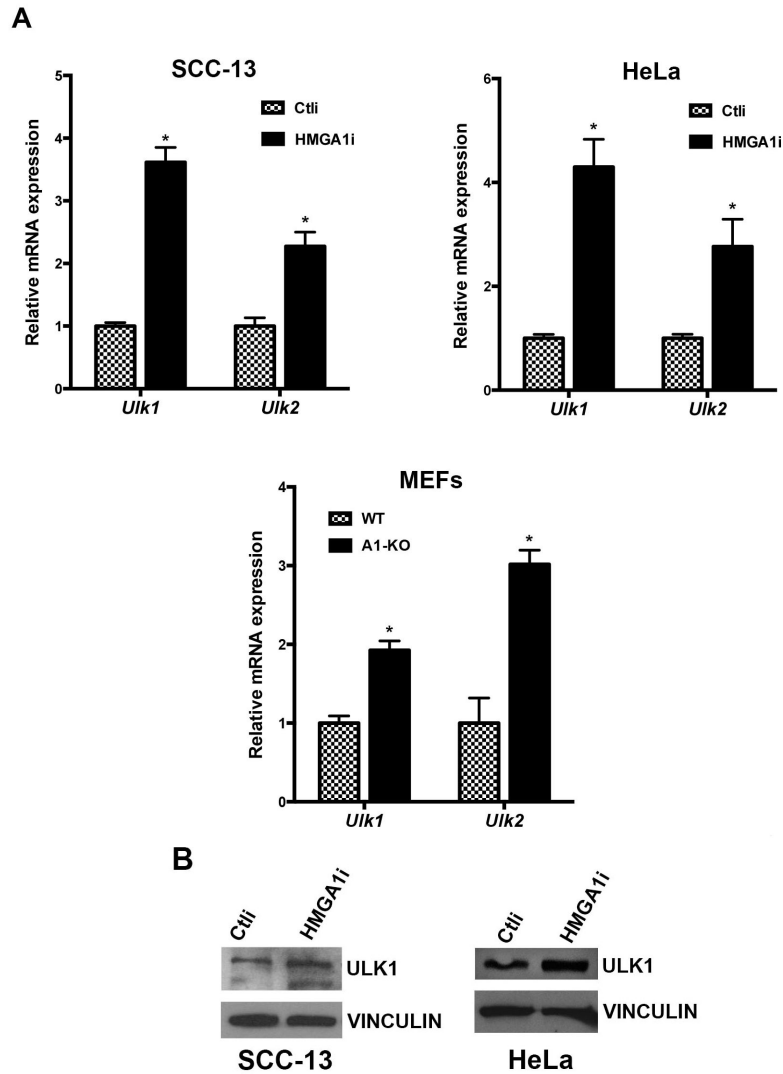 A
SCC-13
Relative mRNA expression
5
4
3
2
1
0
Ctli
HMGA1i
*
*
Ulk1
Ulk2
HeLa
Relative mRNA expression
6
4
2
0
Ctli
HMGA1i
*
*
Ulk1
Ulk2
MEFs
Relative mRNA expression
4
3
2
1
0
WT
A1-KO
*
*
Ulk1
Ulk2
B
Ctli
HMGA1i
ULK1
VINCULIN
SCC-13
Ctli
HMGA1i
ULK1
VINCULIN
HeLa